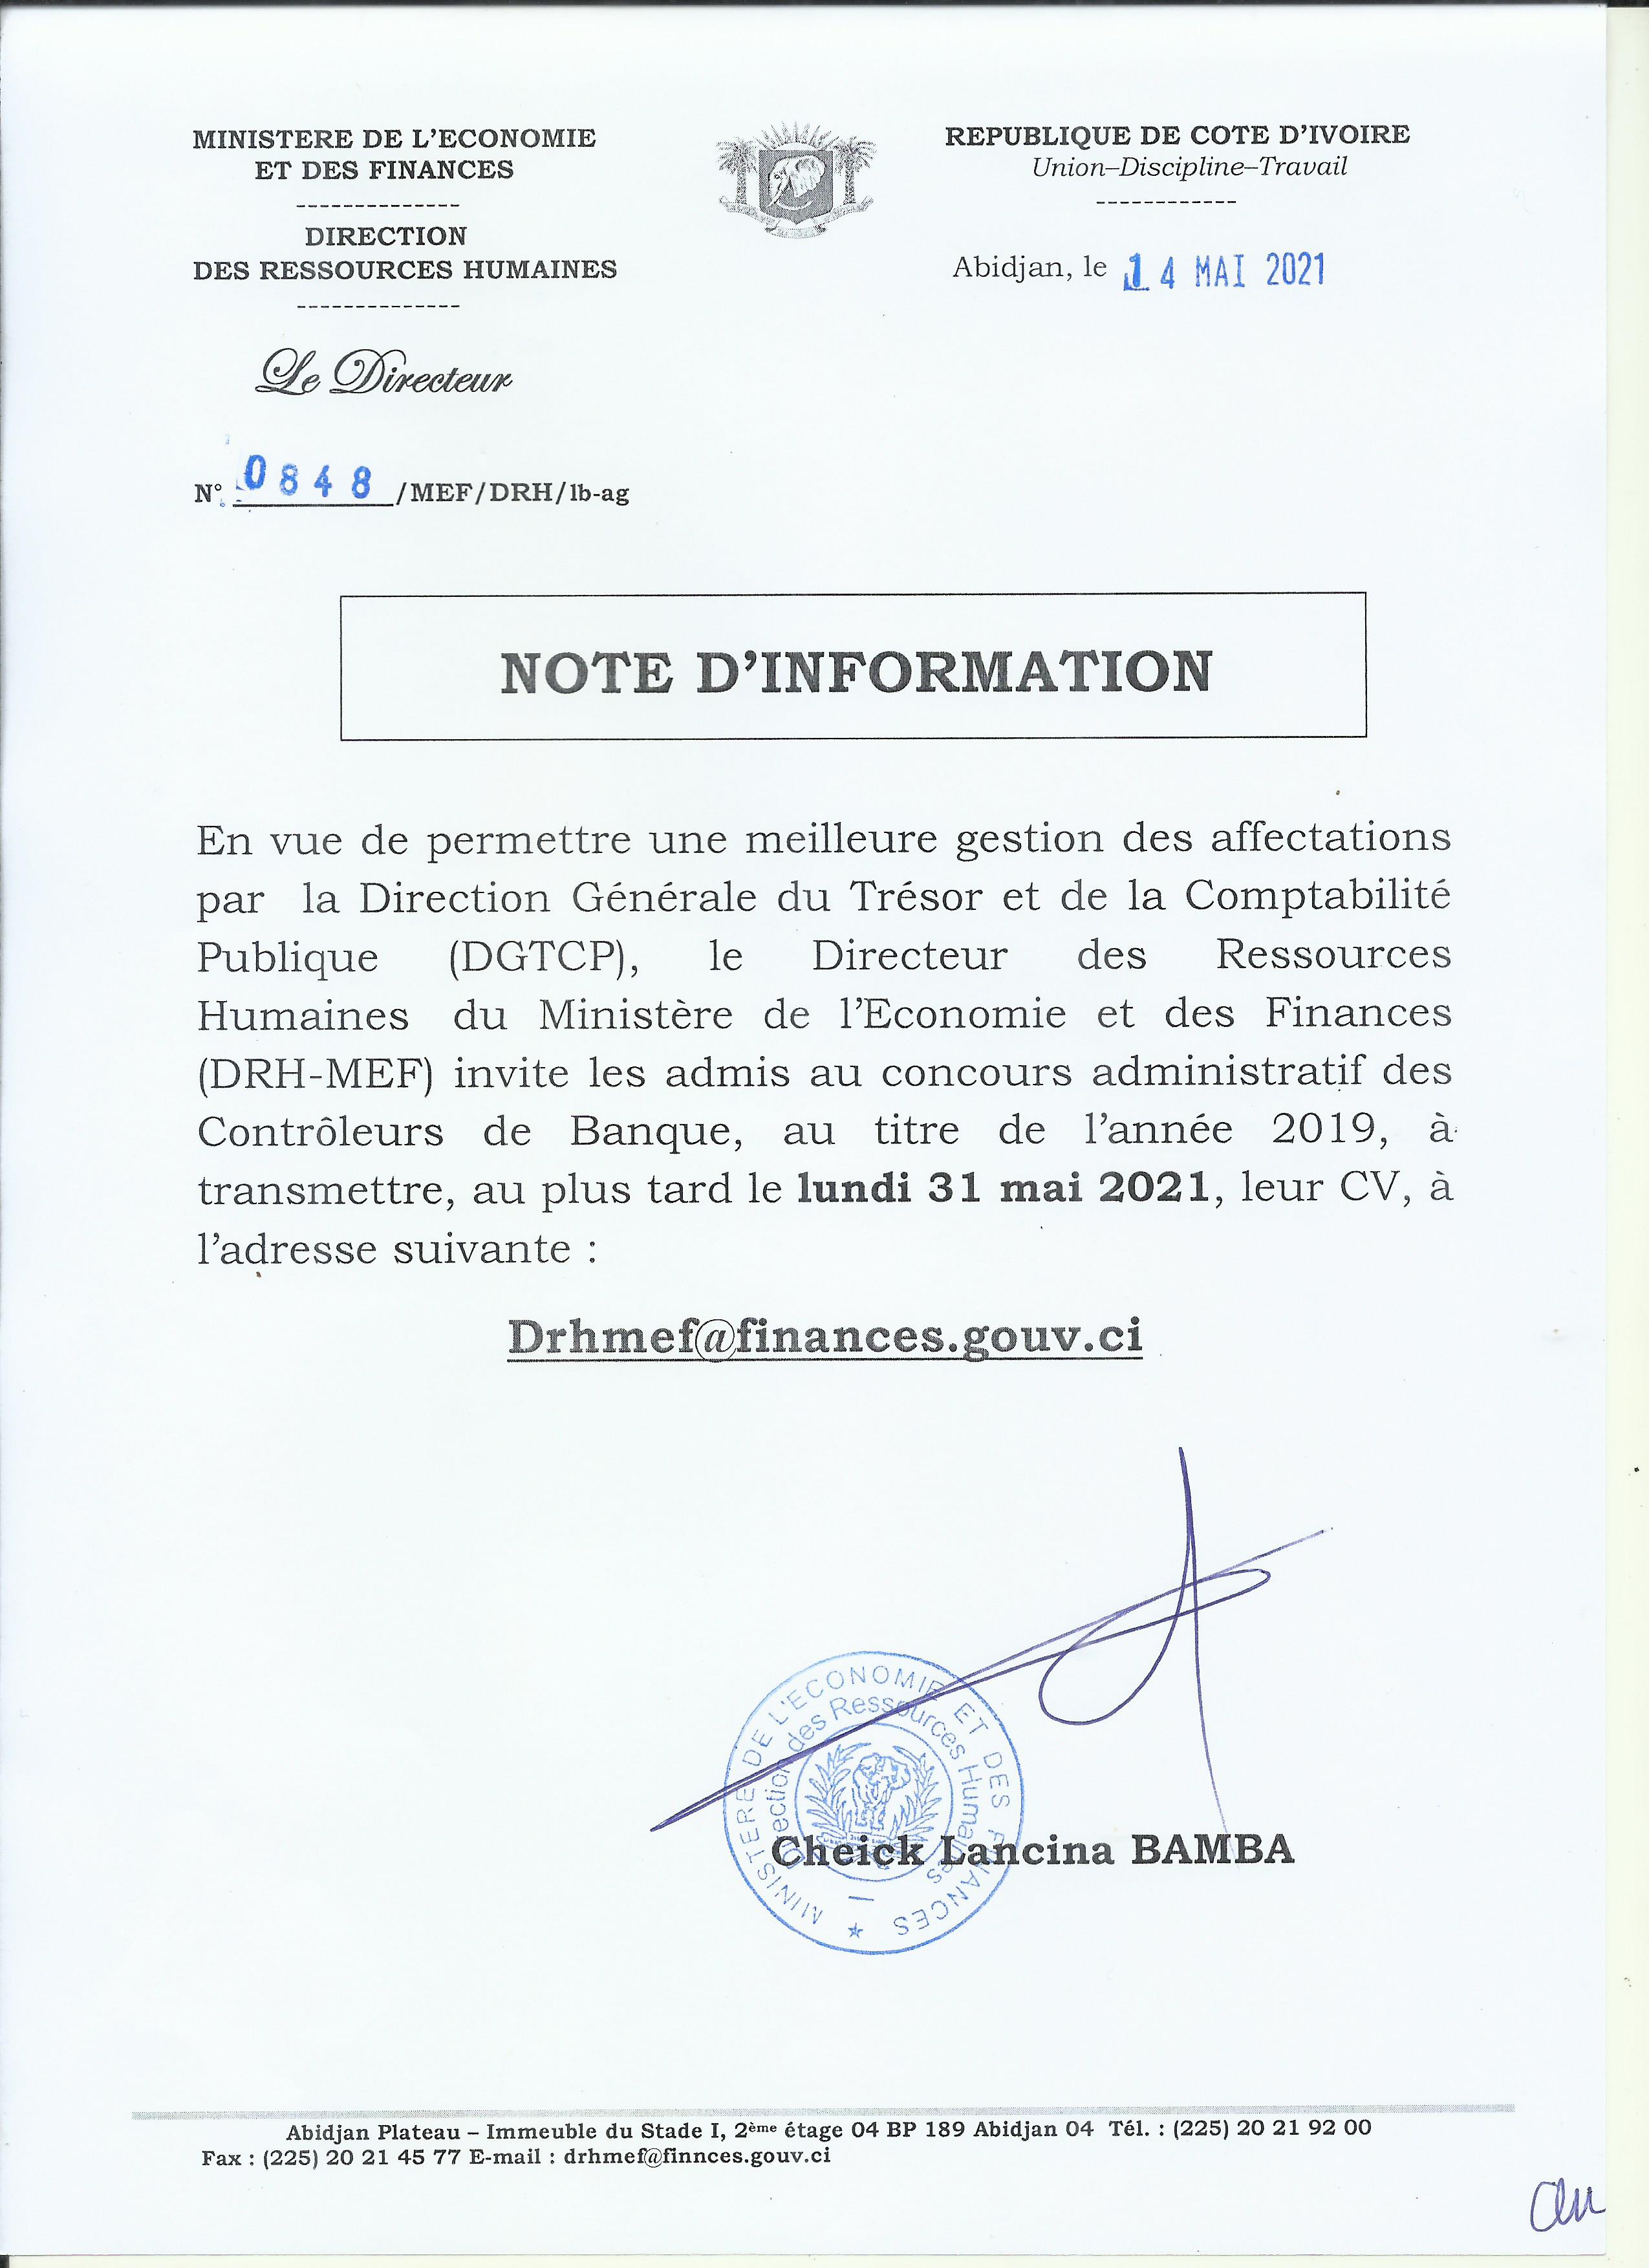 MINISTERE DE L'ECONOMIE
ET DES FINANCES
--------------
DIRECTION
DES RESSOURCES HUMAINES
--------------
Le Directeur
N° 0848 /MEF/DRH/lb-ag
REPUBLIQUE DE COTE D'IVOIRE
Union–Discipline–Travail
------------
Abidjan, le 14 MAI 2021
NOTE D'INFORMATION
En vue de permettre une meilleure gestion des affectations
par la Direction Générale du Trésor et de la Comptabilité
Publique (DGTCP), le Directeur des Ressources
Humaines du Ministère de l'Economie et des Finances
(DRH-MEF) invite les admis au concours administratif des
Contrôleurs de Banque, au titre de l'année 2019, à
transmettre, au plus tard le lundi 31 mai 2021, leur CV, à
l'adresse suivante :
Drhmef@finances.gouv.ci
MINISTERE DE L'ECONOMIE ET DES FINANCES
Direction des Ressources Humaines
Cheick Lancina BAMBA
Abidjan Plateau – Immeuble du Stade I, 2ème étage 04 BP 189 Abidjan 04 Tél. : (225) 20 21 92 00
Fax : (225) 20 21 45 77 E-mail : drhmef@finnces.gouv.ci